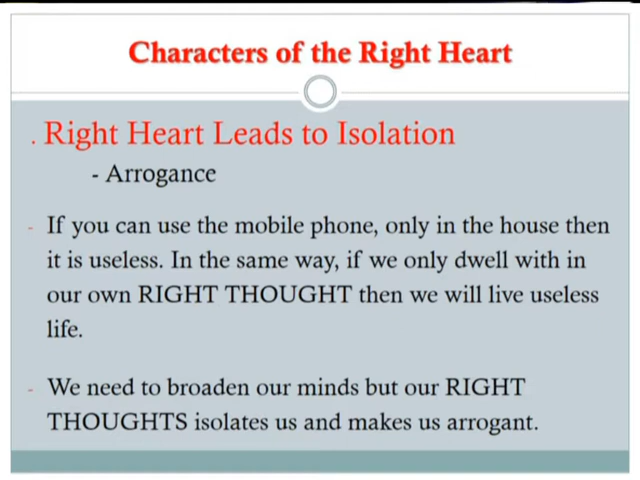 Characters of the Right Heart
. Right Heart Leads to Isolation
- Arrogance
- If you can use the mobile phone, only in the house then
it is useless. In the same way, if we only dwell with in
our own RIGHT THOUGHT then we will live useless
life.
- We need to broaden our minds but our RIGHT
THOUGHTS isolates us and makes us arrogant.